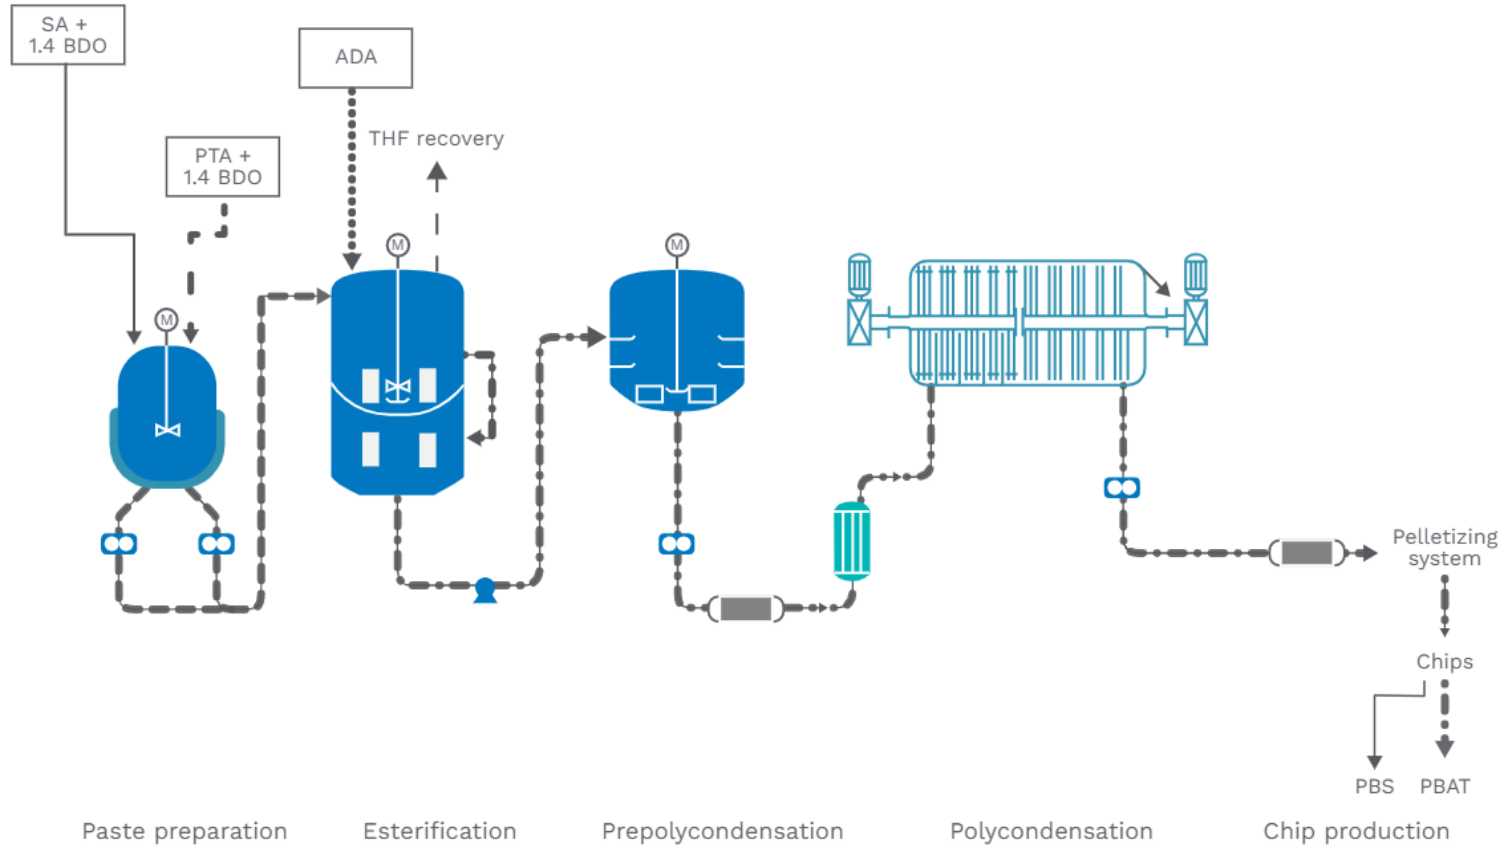 SA +
1.4 BDO
ADA
THF recovery
PTA +
1.4 BDO
M
M
M
Pelletizing
system
Chips
PBS
PBAT
Paste preparation
Esterification
Prepolycondensation
Polycondensation
Chip production